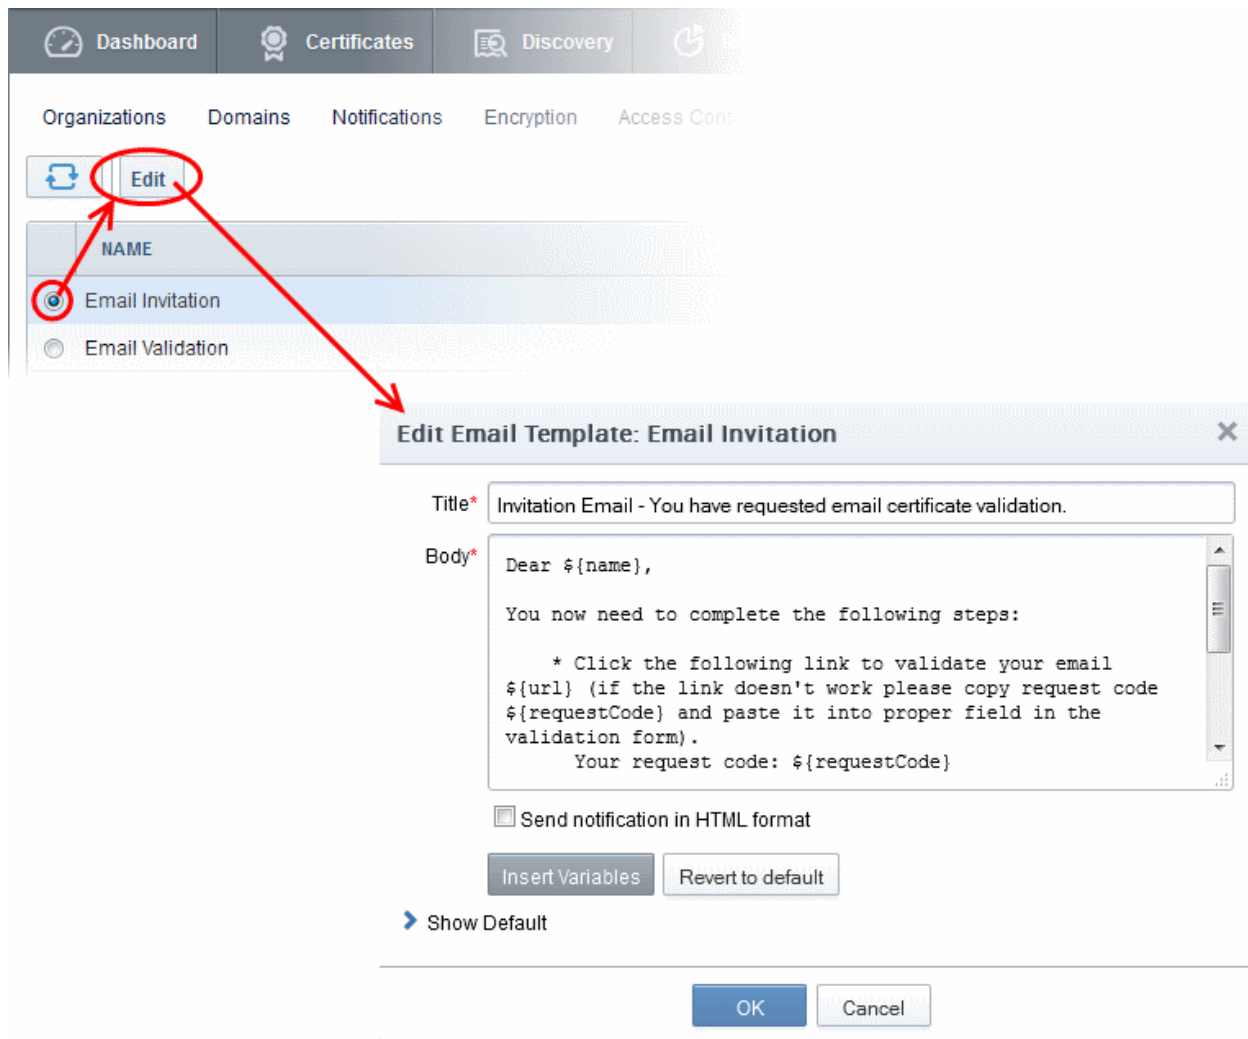 Dashboard Certificates Discovery
Organizations Domains Notifications Encryption Access Cont
Edit
NAME
Email Invitation
Email Validation
Edit Email Template: Email Invitation
Title* Invitation Email - You have requested email certificate validation.
Body* Dear ${name},
You now need to complete the following steps:
* Click the following link to validate your email
${url} (if the link doesn't work please copy request code
${requestCode} and paste it into proper field in the
validation form).
Your request code: ${requestCode}
Send notification in HTML format
Insert Variables Revert to default
Show Default
OK Cancel